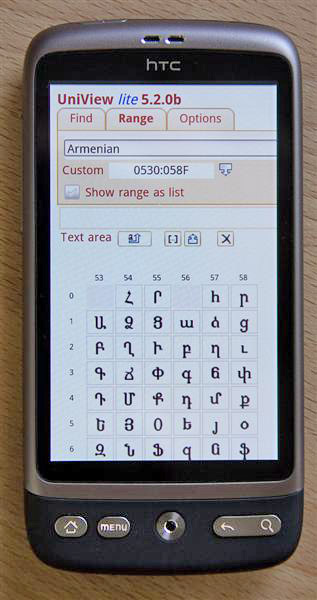 hTC
UniView lite 5.2.0b
Find Range Options
Armenian
Custom 0530:058F
Show range as list
Text area
53 54 55 56 57 58
0 Հ Ր հ ր
1 Ա Ձ Ց ա ձ ց
2 Բ Ղ Ւ բ ղ ւ
3 Գ Ճ Փ գ ճ փ
4 Դ Մ Ք դ մ ք
5 Ե Յ Օ ե յ օ
6 Զ Ն Ֆ զ ն ֆ
menu